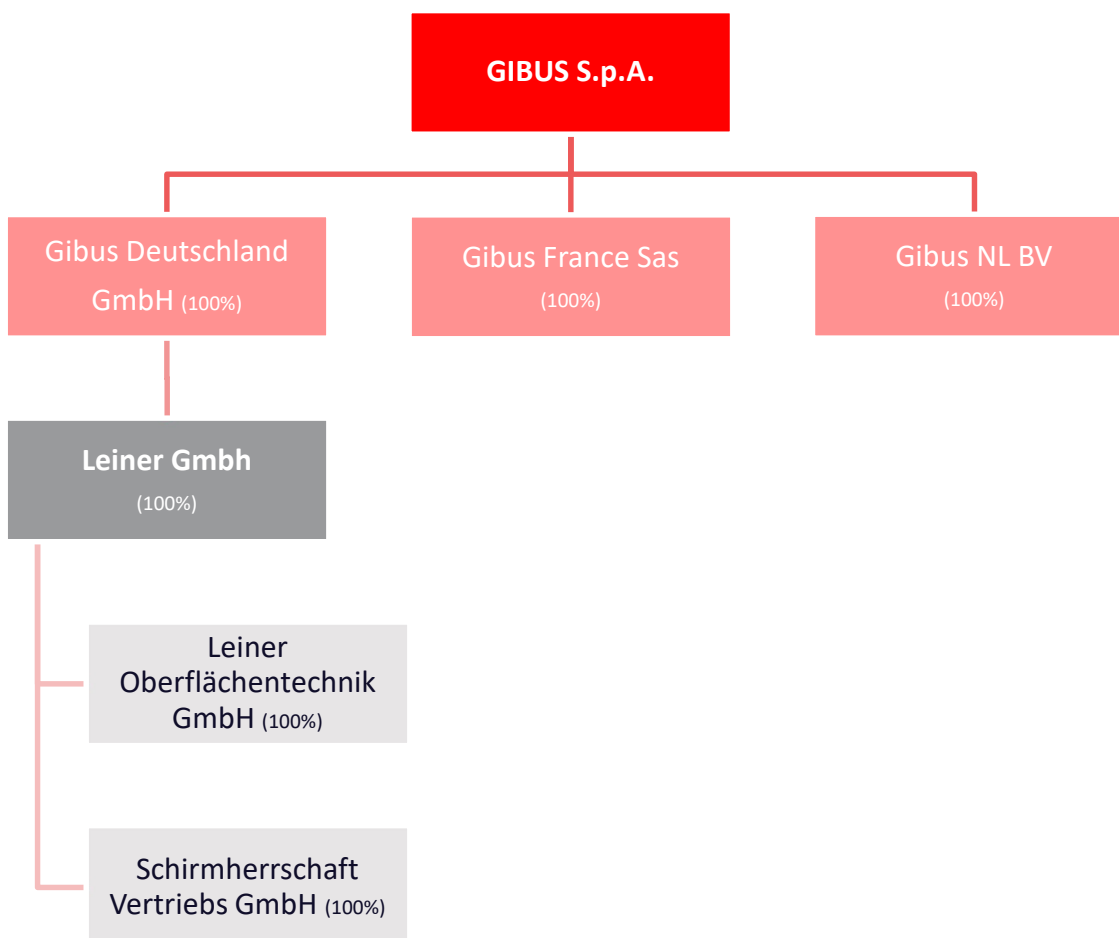 GIBUS S.p.A.
Gibus Deutschland
GmbH (100%)
Gibus France Sas
(100%)
Gibus NL BV
(100%)
Leiner Gmbh
(100%)
Leiner
Oberflächentechnik
GmbH (100%)
Schirmherrschaft
Vertriebs GmbH (100%)